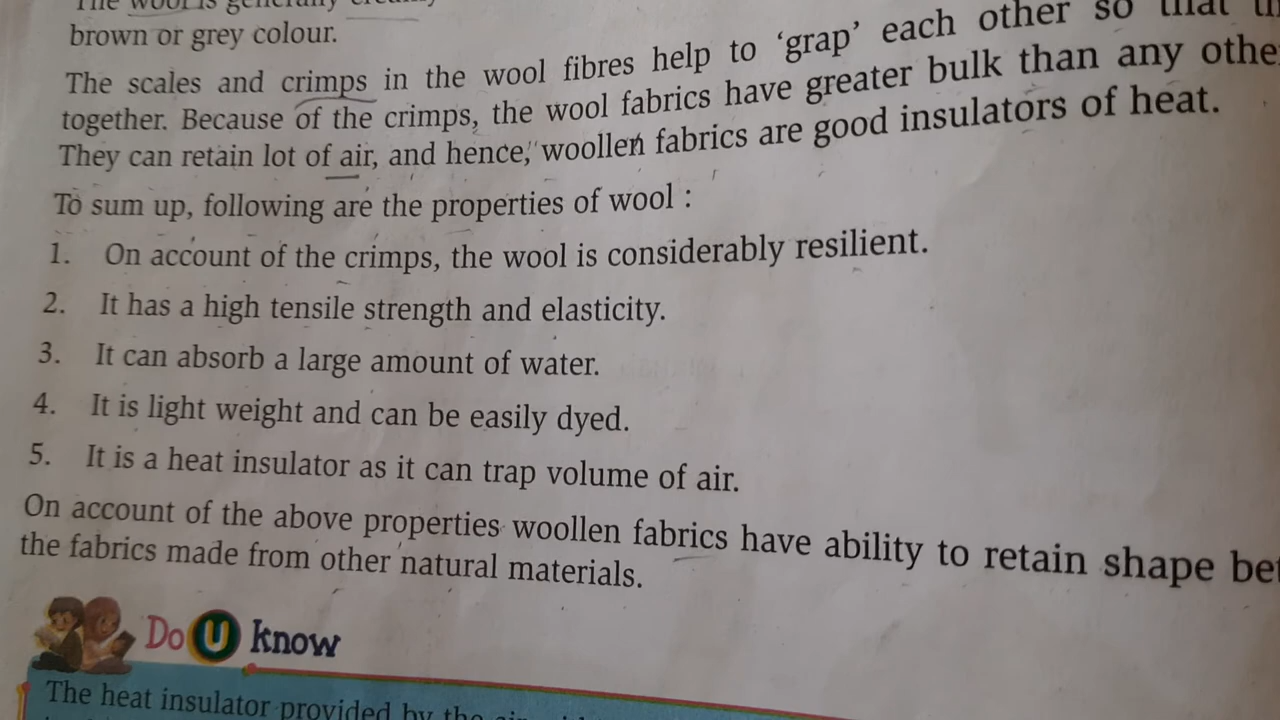 The wool is generally
brown or grey colour.
The scales and crimps in the wool fibres help to ‘grap’ each other so that
together. Because of the crimps, the wool fabrics have greater bulk than any
They can retain lot of air, and hence, woollen fabrics are good insulators of heat.
To sum up, following are the properties of wool :
1. On account of the crimps, the wool is considerably resilient.
2. It has a high tensile strength and elasticity.
3. It can absorb a large amount of water.
4. It is light weight and can be easily dyed.
5. It is a heat insulator as it can trap volume of air.
On account of the above properties woollen fabrics have ability to retain shape
the fabrics made from other natural materials.
Do U know
The heat insulator provided by the